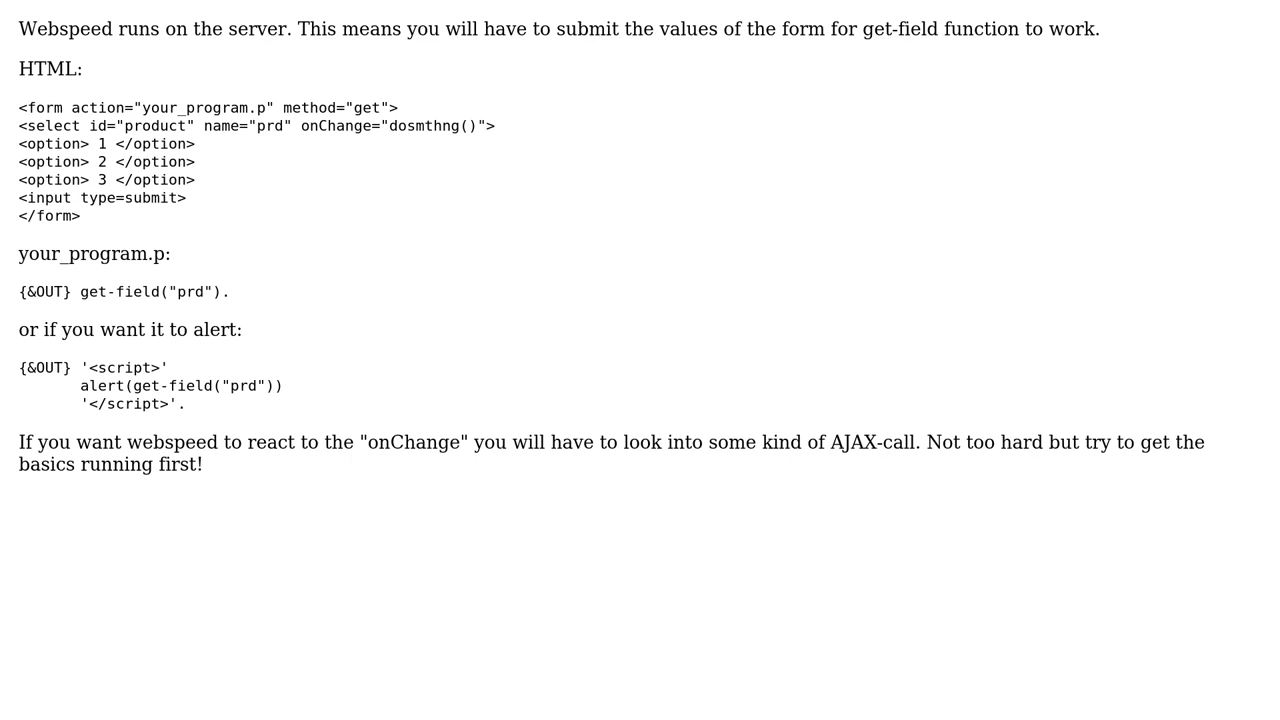 Webspeed runs on the server. This means you will have to submit the values of the form for get-field function to work.
HTML:
<form action="your_program.p" method="get">
<select id="product" name="prd" onChange="dosmthng()">
<option> 1 </option>
<option> 2 </option>
<option> 3 </option>
<input type=submit>
</form>
your_program.p:
{&OUT} get-field("prd").
or if you want it to alert:
{&OUT} '<script>'
       alert(get-field("prd"))
       '</script>'.
If you want webspeed to react to the "onChange" you will have to look into some kind of AJAX-call. Not too hard but try to get the
basics running first!